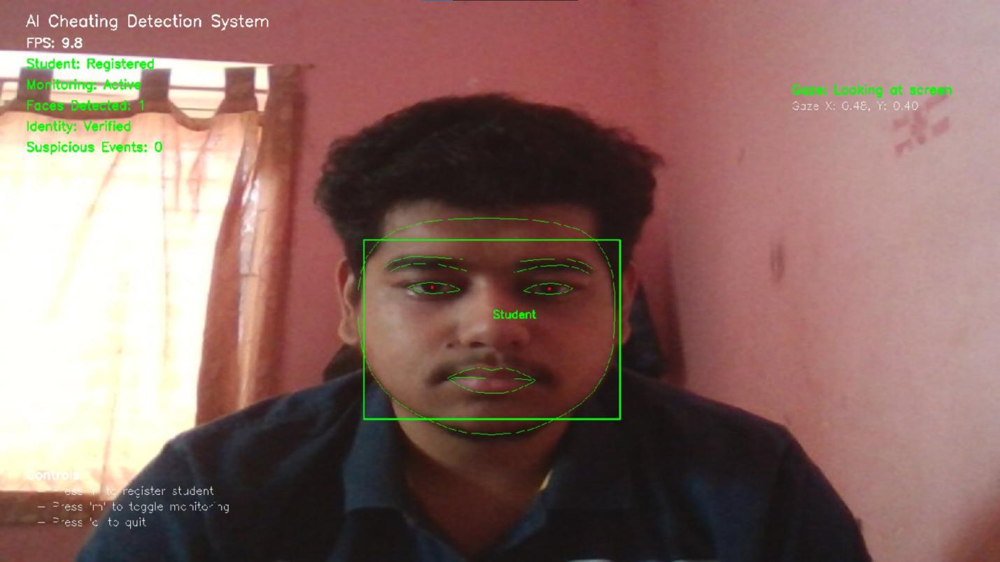 AI Cheating Detection System
FPS: 9.8
Student: Registered
Monitoring: Active
Faces Detected: 1
Identity: Verified
Suspicious Events: 0
Gaze: Looking at screen
Gaze X: 0.48, Y: 0.40
Student
Controls:
- Press 'r' to register student
- Press 'm' to toggle monitoring
- Press 'q' to quit